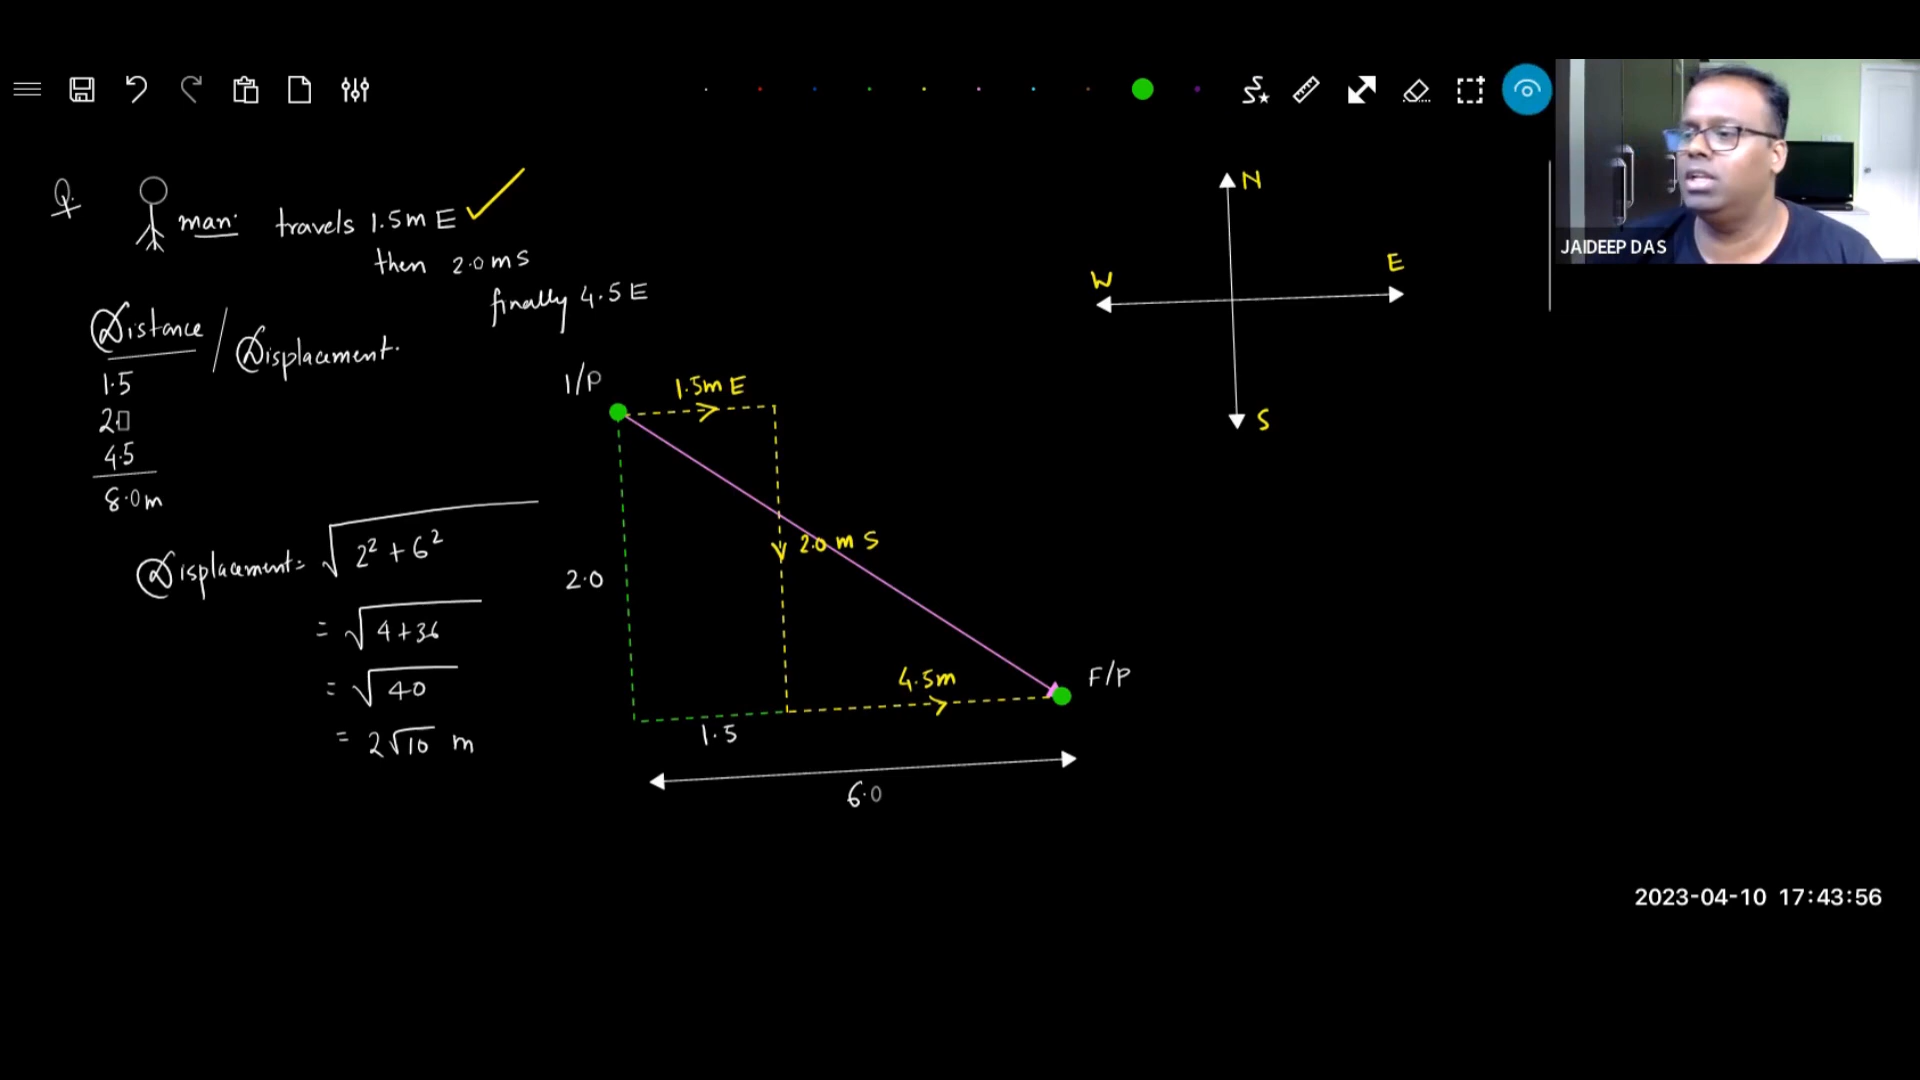 Q.
man: travels 1.5m E
then 2.0 m S
finally 4.5 E
Distance / Displacement.
1.5
2.0
4.5
8.0m
Displacement = √2² + 6²
= √4+36
= √40
= 2√10 m
I/P
1.5m E
2.0 m S
2.0
4.5m
F/P
1.5
6.0
N
W
E
S
JAIDEEP DAS
2023-04-10 17:43:56